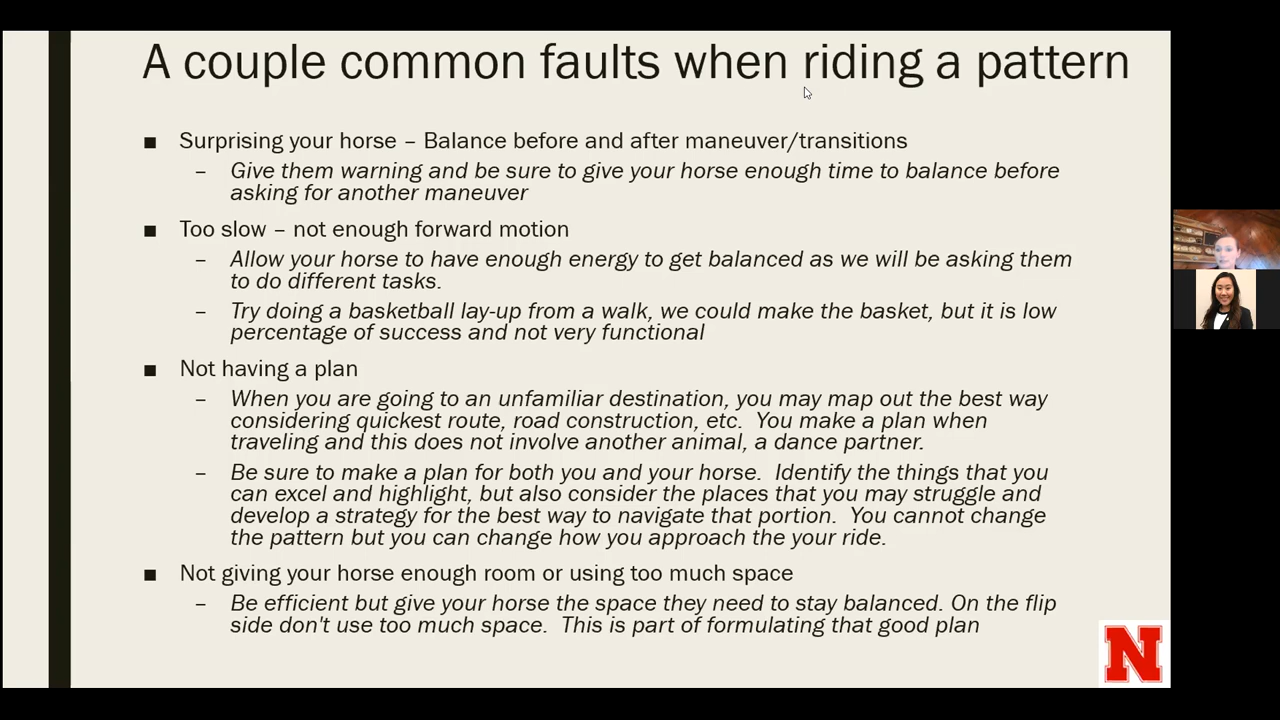 A couple common faults when riding a pattern
■ Surprising your horse – Balance before and after maneuver/transitions
– Give them warning and be sure to give your horse enough time to balance before
asking for another maneuver
■ Too slow – not enough forward motion
– Allow your horse to have enough energy to get balanced as we will be asking them
to do different tasks.
– Try doing a basketball lay-up from a walk, we could make the basket, but it is low
percentage of success and not very functional
■ Not having a plan
– When you are going to an unfamiliar destination, you may map out the best way
considering quickest route, road construction, etc.  You make a plan when
traveling and this does not involve another animal, a dance partner.
– Be sure to make a plan for both you and your horse.  Identify the things that you
can excel and highlight, but also consider the places that you may struggle and
develop a strategy for the best way to navigate that portion.  You cannot change
the pattern but you can change how you approach the your ride.
■ Not giving your horse enough room or using too much space
– Be efficient but give your horse the space they need to stay balanced. On the flip
side don't use too much space.  This is part of formulating that good plan
N